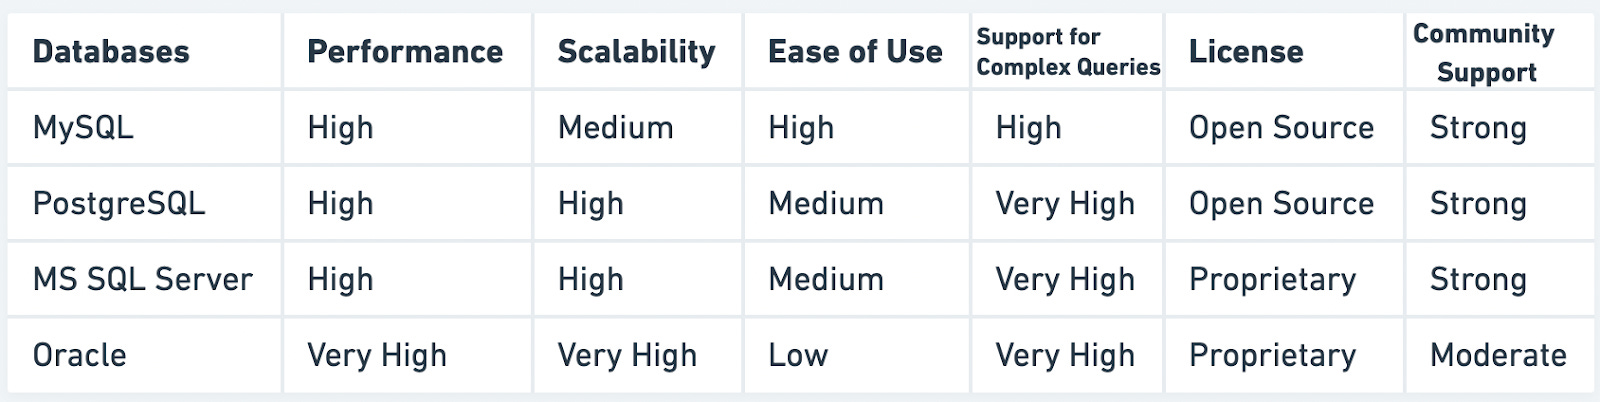 Databases Performance Scalability Ease of Use Support for Complex Queries License Community Support
MySQL High Medium High High Open Source Strong
PostgreSQL High High Medium Very High Open Source Strong
MS SQL Server High High Medium Very High Proprietary Strong
Oracle Very High Very High Low Very High Proprietary Moderate